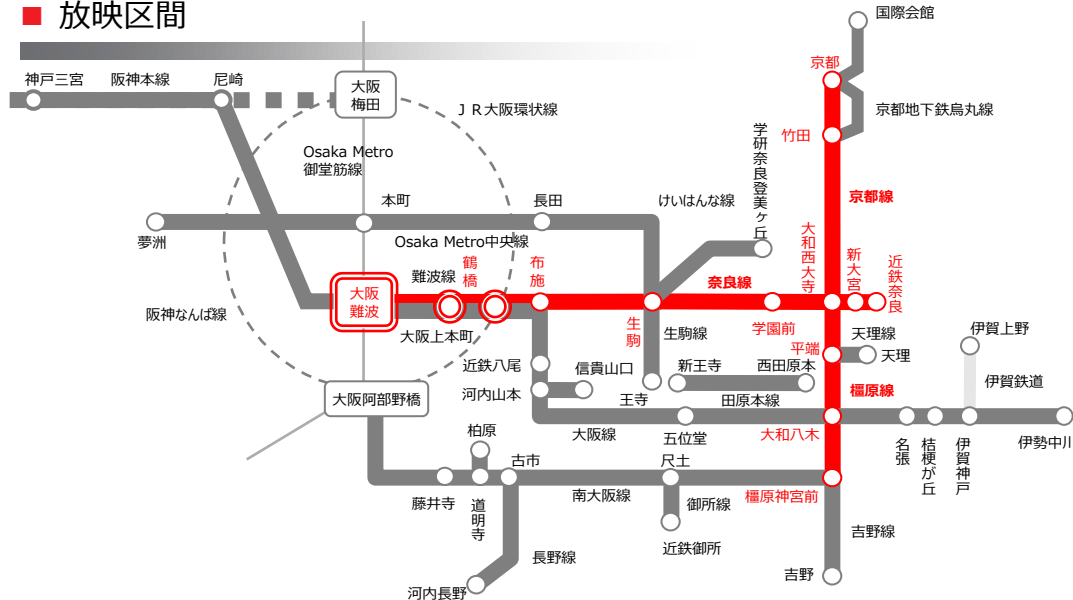 ■ 放映区間
国際会館
神戸三宮
阪神本線
尼崎
大阪
梅田
ＪＲ大阪環状線
京都
京都地下鉄烏丸線
竹田
学研奈良登美ヶ丘
Osaka Metro
御堂筋線
京都線
本町
長田
けいはんな線
夢洲
Osaka Metro中央線
大和西大寺
新大宮
近鉄奈良
鶴橋
布施
難波線
奈良線
大阪
難波
阪神なんば線
大阪上本町
生駒
生駒線
学園前
天理線
伊賀上野
平端
天理
近鉄八尾
信貴山口
新王寺
西田原本
伊賀鉄道
河内山本
王寺
田原本線
橿原線
大阪阿部野橋
大阪線
五位堂
大和八木
名張
桔梗が丘
伊賀神戸
伊勢中川
柏原
古市
尺土
藤井寺
道明寺
南大阪線
御所線
橿原神宮前
近鉄御所
吉野線
長野線
吉野
河内長野